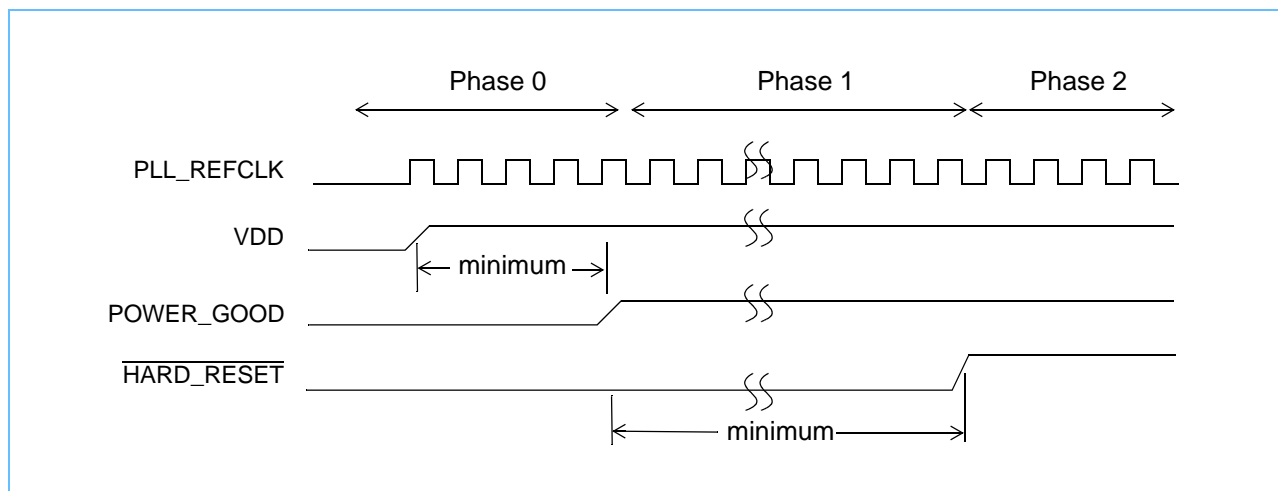 Phase 0 Phase 1 Phase 2
PLL_REFCLK
VDD
minimum
POWER_GOOD
HARD_RESET
minimum